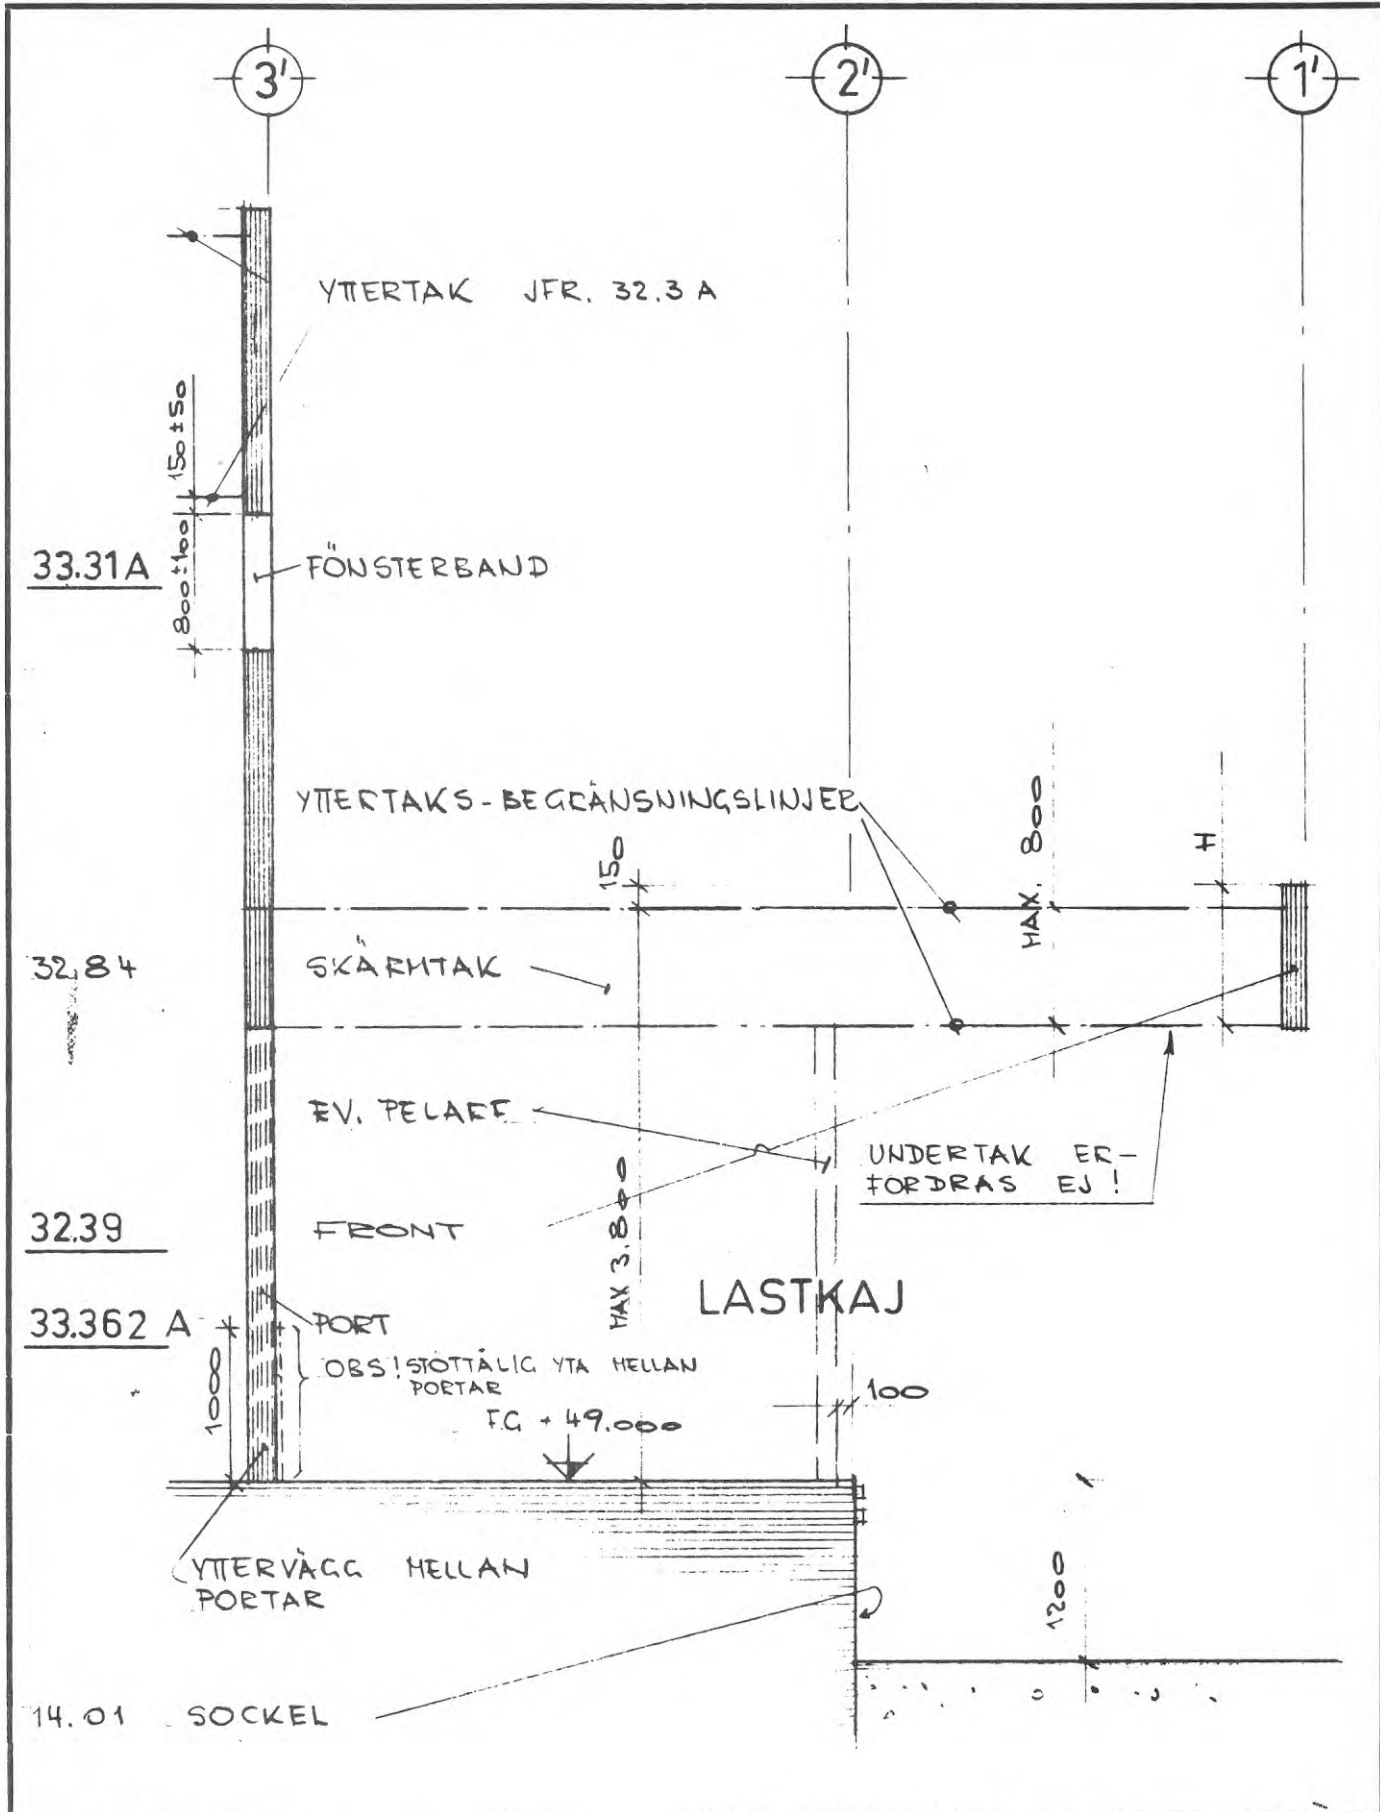 3' 2' 1'
YTTERTAK JFR. 32.3 A
150±50
800±100
33.31A FÖNSTERBAND
YTTERTAKS-BEGRÄNSNINGSLINJER
150
MAX. 800
H
32.84 SKÄRMTAK
EV. PELARE
UNDERTAK ER-
FORDRAS EJ!
32.39 FRONT
MAX 3.800
LASTKAJ
33.362 A PORT
1000
OBS! STÖTTÅLIG YTA MELLAN
PORTAR
100
F.G + 49.000
YTTERVÄGG MELLAN
PORTAR
1200
14.01 SOCKEL